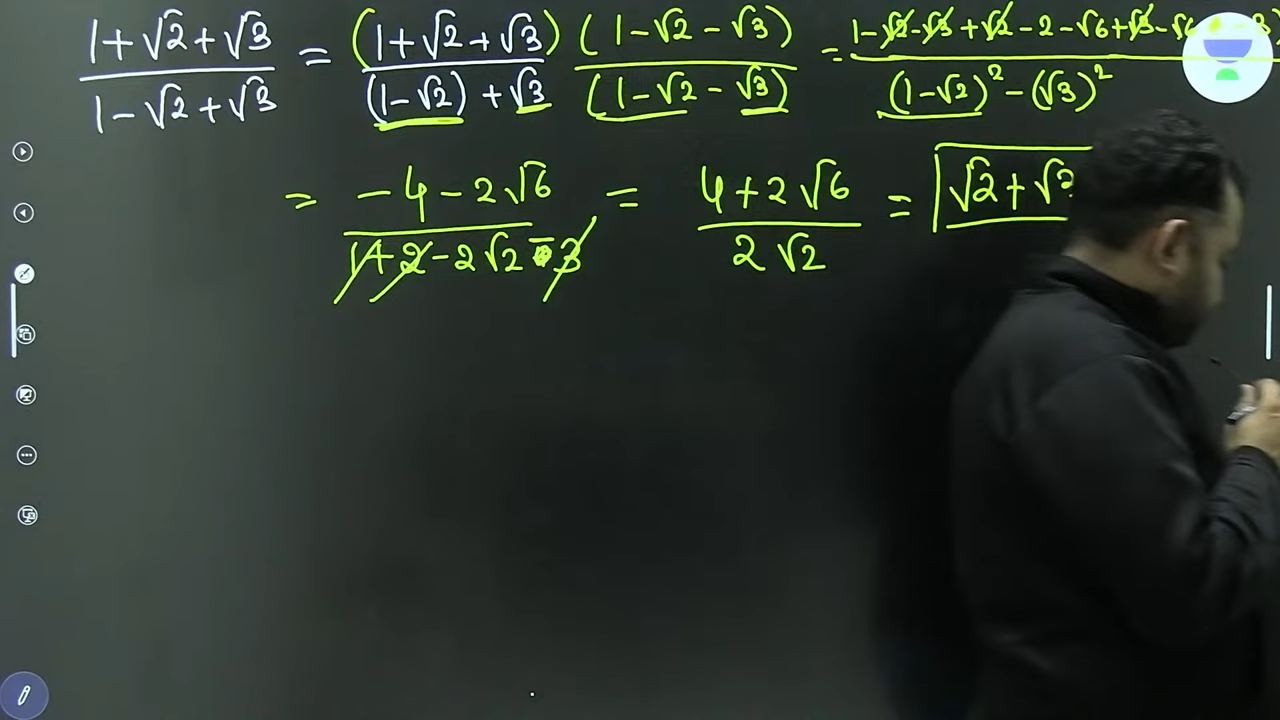 (1+√2+√3)/(1-√2+√3) = ((1+√2+√3)/((1-√2)+√3)) ((1-√2-√3)/(1-√2-√3)) = (1-√2-√3+√2-2-√6+√3-√6-3)/((1-√2)²-(√3)²)
= (-4-2√6)/(1+2-2√2-3) = (4+2√6)/(2√2) = √2+√3